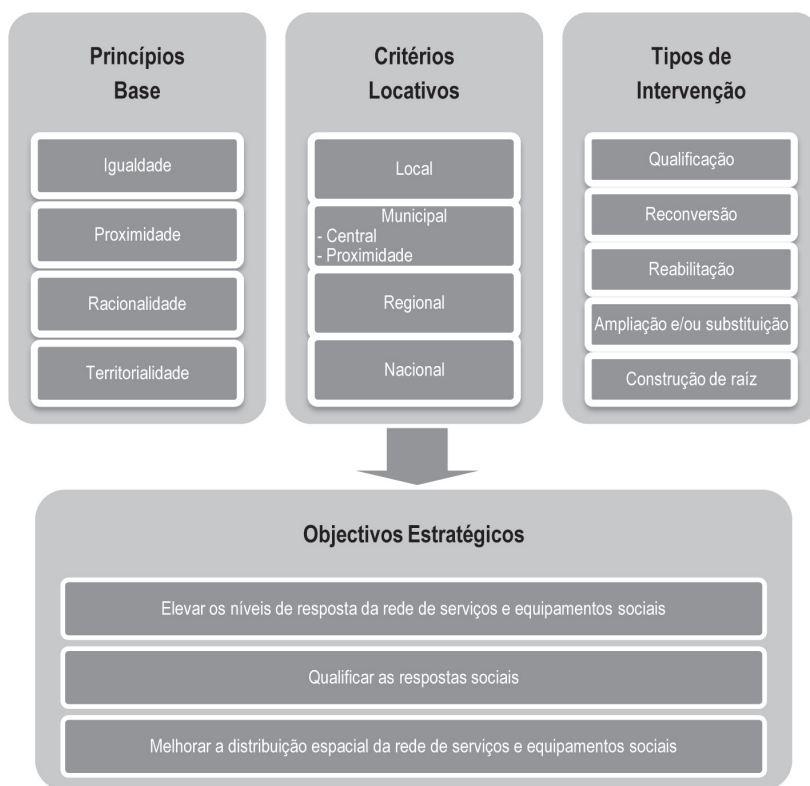 Princípios
Base
Igualdade
Proximidade
Racionalidade
Territorialidade
Critérios
Locativos
Local
Municipal
- Central
- Proximidade
Regional
Nacional
Tipos de
Intervenção
Qualificação
Reconversão
Reabilitação
Ampliação e/ou substituição
Construção de raiz
Objectivos Estratégicos
Elevar os níveis de resposta da rede de serviços e equipamentos sociais
Qualificar as respostas sociais
Melhorar a distribuição espacial da rede de serviços e equipamentos sociais